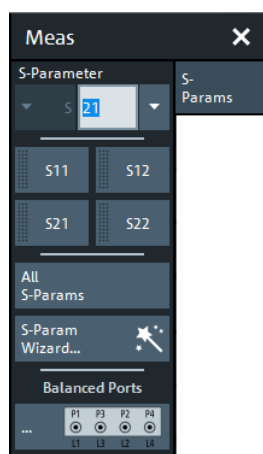 Meas
S-Parameter
S 21
S-
Params
S11 S12
S21 S22
All
S-Params
S-Param
Wizard...
Balanced Ports
... P1 P3 P2 P4
L1 L3 L2 L4